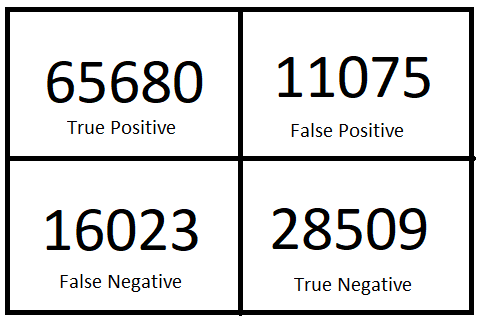 65680
True Positive
11075
False Positive
16023
False Negative
28509
True Negative